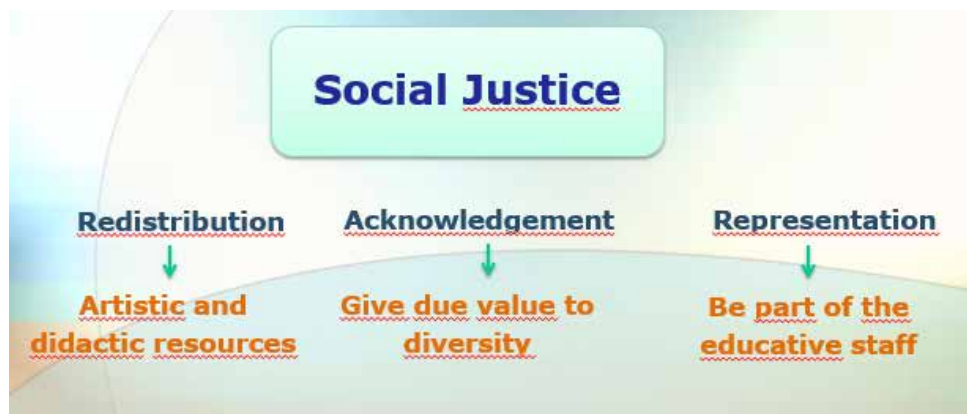 Social Justice
Redistribution
Acknowledgement
Representation
Artistic and
didactic resources
Give due value to
diversity
Be part of the
educative staff